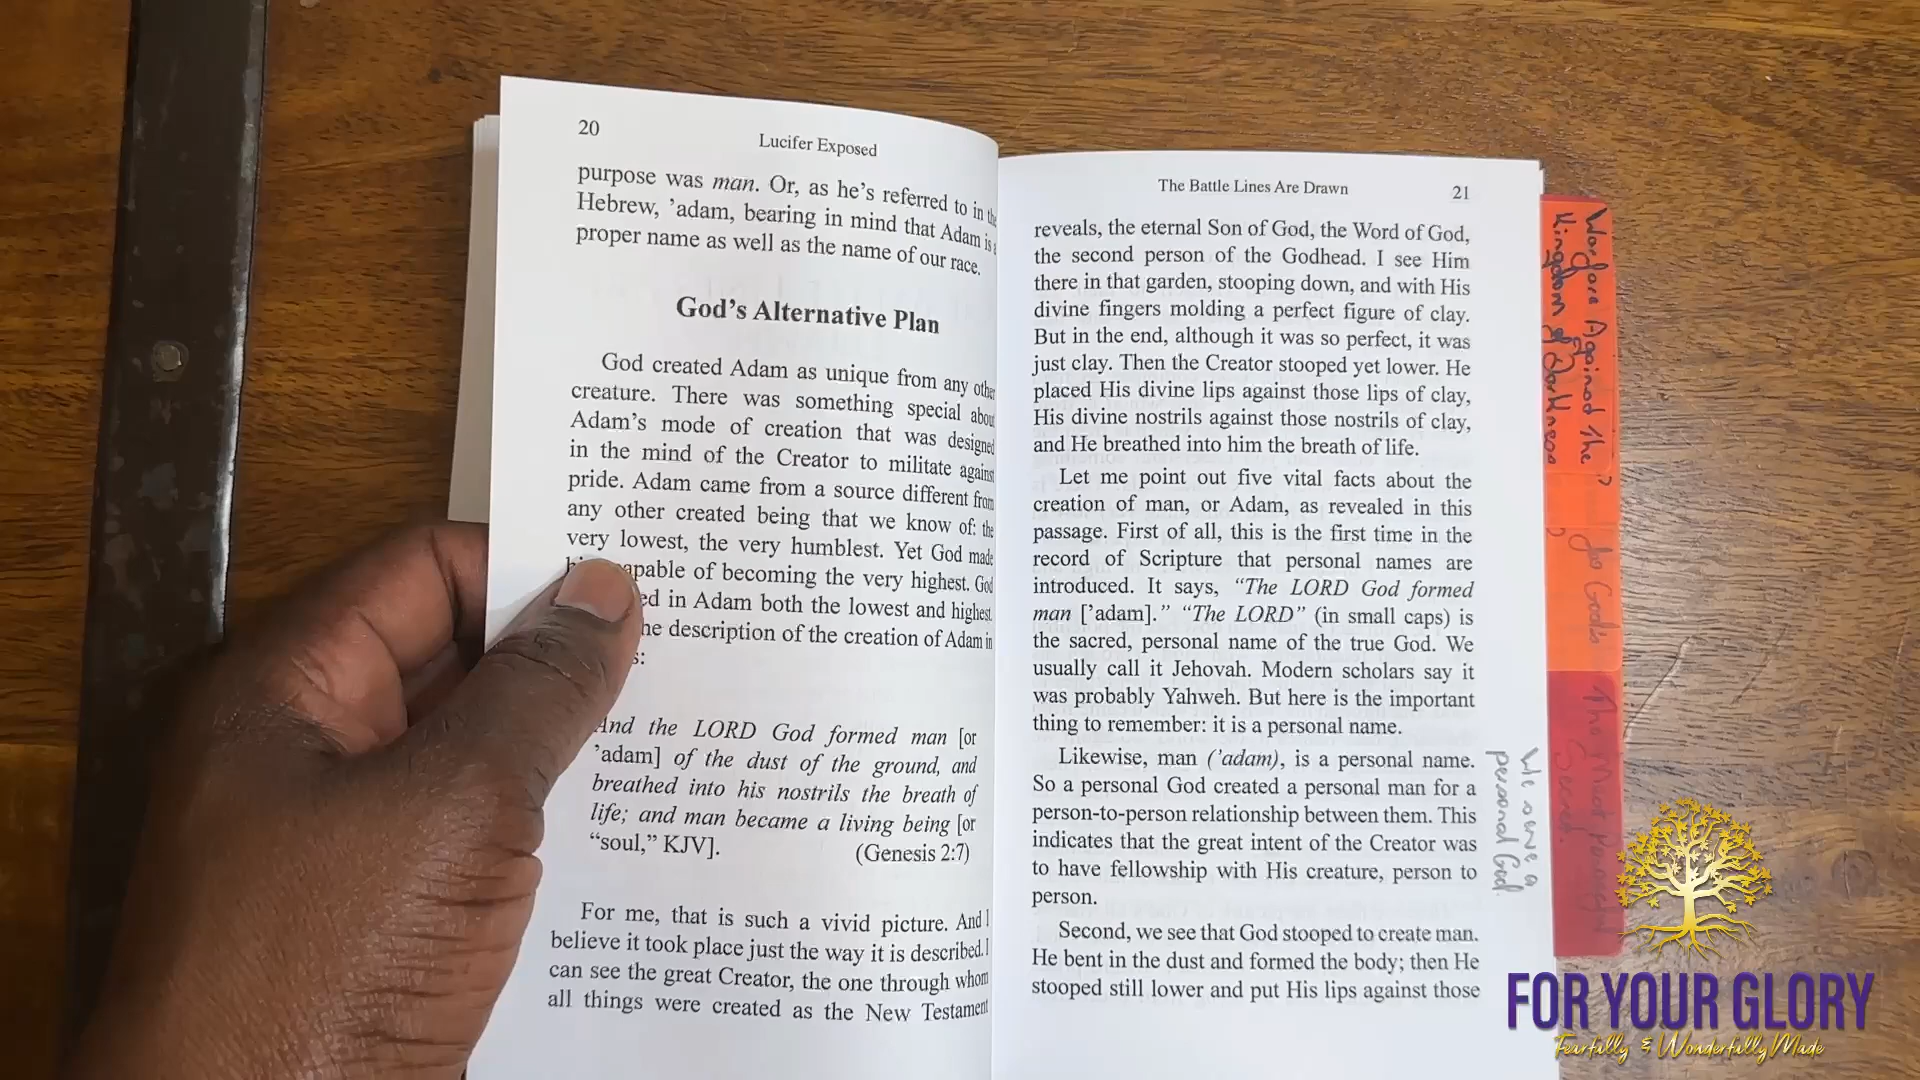 20
Lucifer Exposed
purpose was man. Or, as he's referred to in
Hebrew, 'adam, bearing in mind that Adam is
proper name as well as the name of our race.
God's Alternative Plan
God created Adam as unique from any
creature. There was something special
Adam's mode of creation that was designed
in the mind of the Creator to militate against
pride. Adam came from a source different from
any other created being that we know of: the
very lowest, the very humblest. Yet God made
capable of becoming the very highest. God
in Adam both the lowest and highest.
description of the creation of Adam in
And the LORD God formed man [or
'adam] of the dust of the ground, and
breathed into his nostrils the breath of
life; and man became a living being [or
“soul,” KJV]. (Genesis 2:7)
For me, that is such a vivid picture. And I
believe it took place just the way it is described. I
can see the great Creator, the one through whom
all things were created as the New Testament
The Battle Lines Are Drawn
21
reveals, the eternal Son of God, the Word of God,
the second person of the Godhead. I see Him
there in that garden, stooping down, and with His
divine fingers molding a perfect figure of clay.
But in the end, although it was so perfect, it was
just clay. Then the Creator stooped yet lower. He
placed His divine lips against those lips of clay,
His divine nostrils against those nostrils of clay,
and He breathed into him the breath of life.
Let me point out five vital facts about the
creation of man, or Adam, as revealed in this
passage. First of all, this is the first time in the
record of Scripture that personal names are
introduced. It says, “The LORD God formed
man ['adam].” “The LORD” (in small caps) is
the sacred, personal name of the true God. We
usually call it Jehovah. Modern scholars say it
was probably Yahweh. But here is the important
thing to remember: it is a personal name.
Likewise, man ('adam), is a personal name.
So a personal God created a personal man for a
person-to-person relationship between them. This
indicates that the great intent of the Creator was
to have fellowship with His creature, person to
person.
Second, we see that God stooped to create man.
He bent in the dust and formed the body; then He
stooped still lower and put His lips against those
We serve a
personal God.
Against the
Kingdom of Darkness
FOR YOUR GLORY
Fearfully & Wonderfully Made